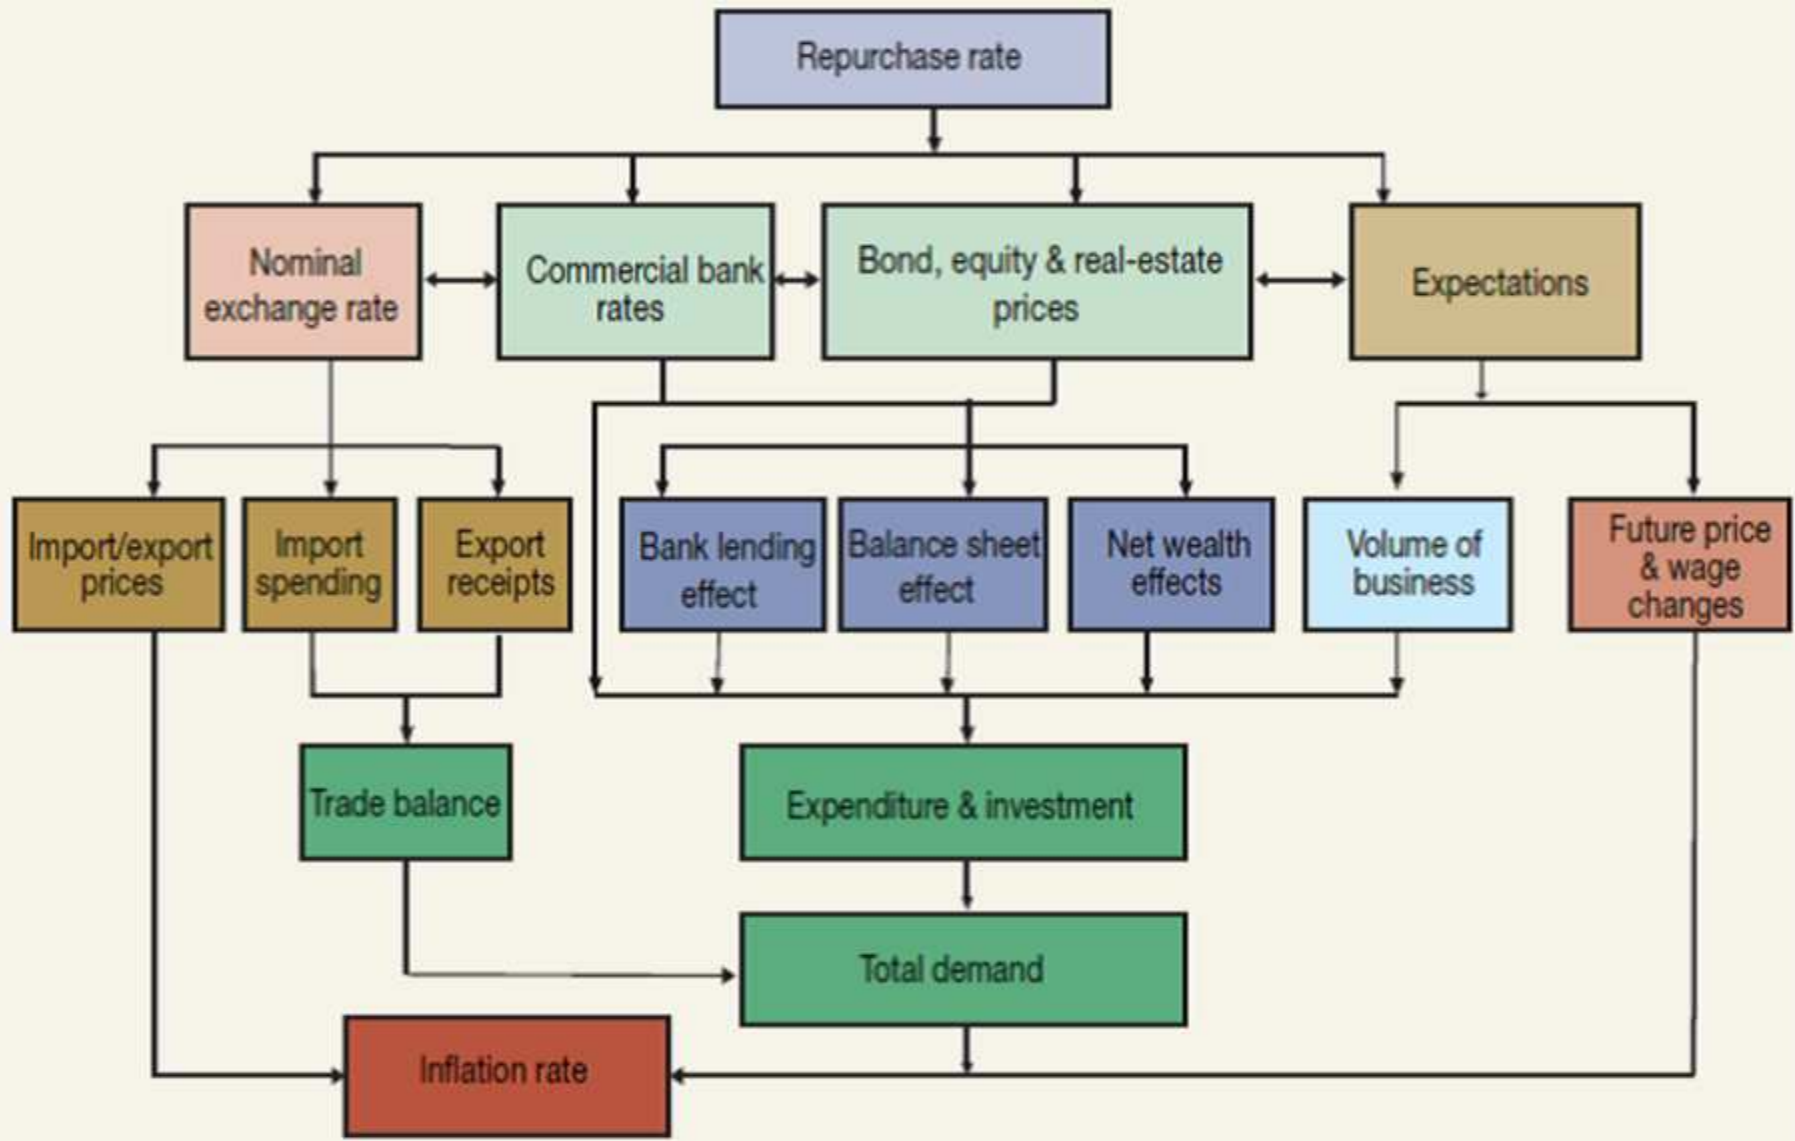 Repurchase rate
Nominal
exchange rate
Commercial bank
rates
Bond, equity & real-estate
prices
Expectations
Import/export
prices
Import
spending
Export
receipts
Bank lending
effect
Balance sheet
effect
Net wealth
effects
Volume of
business
Future price
& wage
changes
Trade balance
Expenditure & investment
Total demand
Inflation rate